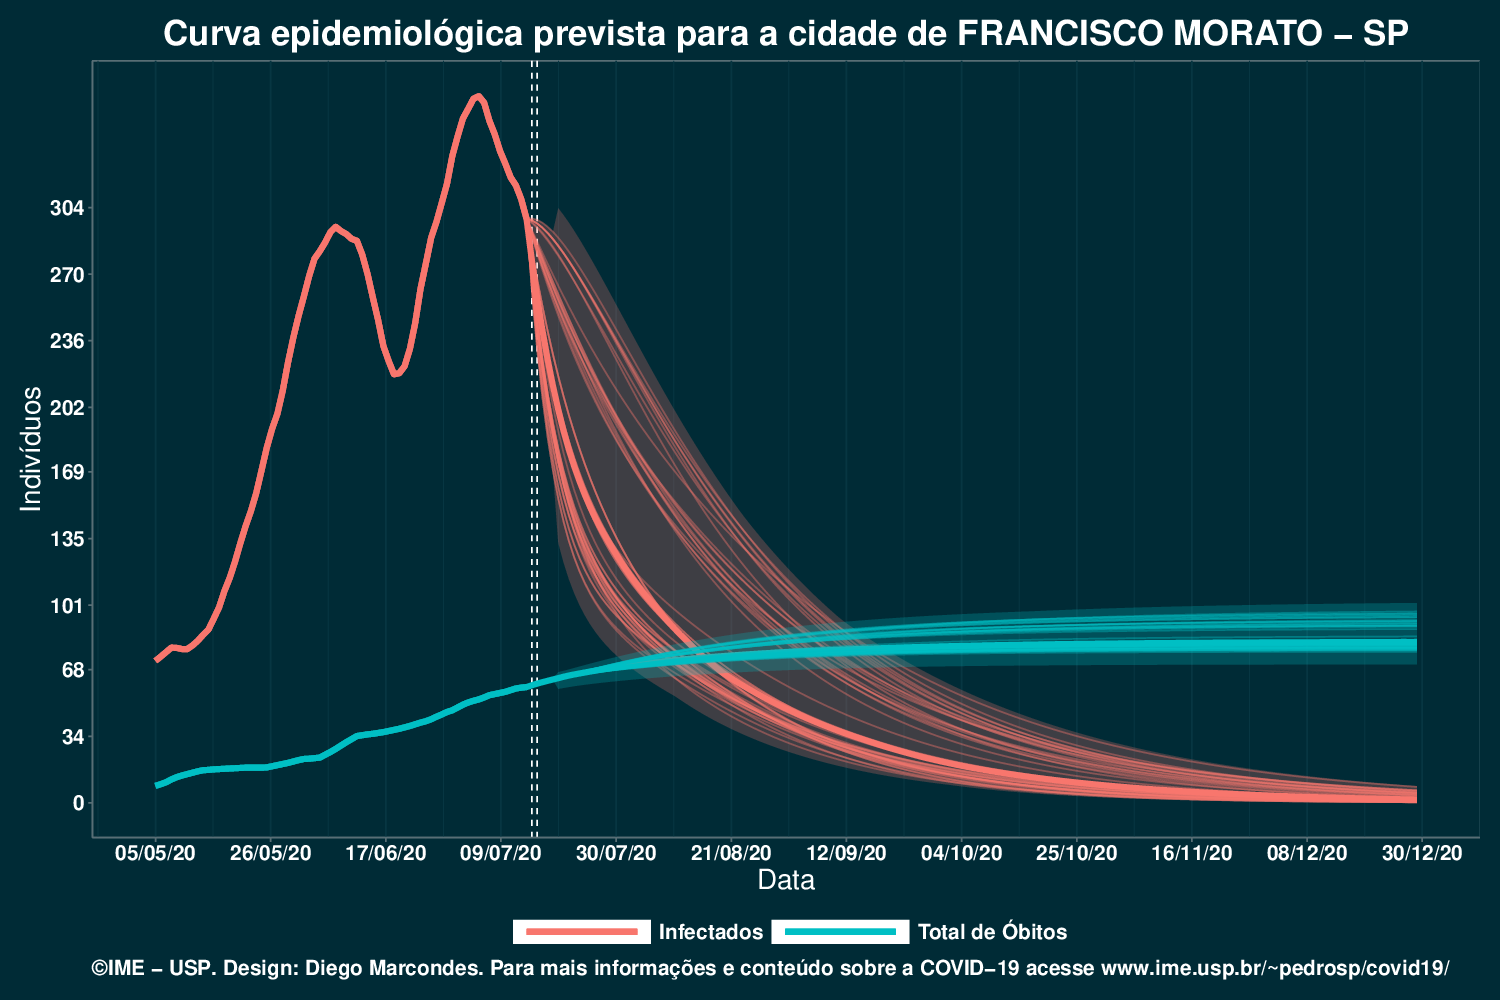 Curva epidemiológica prevista para a cidade de FRANCISCO MORATO – SP
Indivíduos
304
270
236
202
169
135
101
68
34
0
05/05/20 26/05/20 17/06/20 09/07/20 30/07/20 21/08/20 12/09/20 04/10/20 25/10/20 16/11/20 08/12/20 30/12/20
Data
Infectados Total de Óbitos
©IME – USP. Design: Diego Marcondes. Para mais informações e conteúdo sobre a COVID–19 acesse www.ime.usp.br/~pedrosp/covid19/